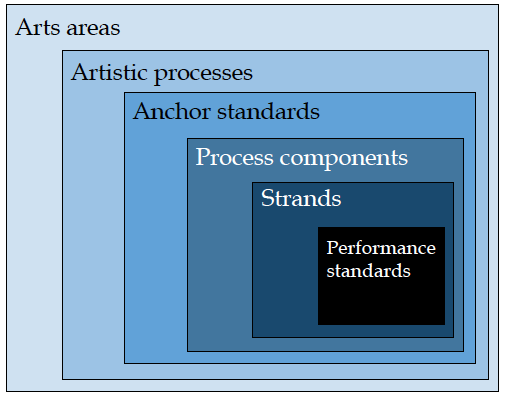 Arts areas
Artistic processes
Anchor standards
Process components
Strands
Performance
standards